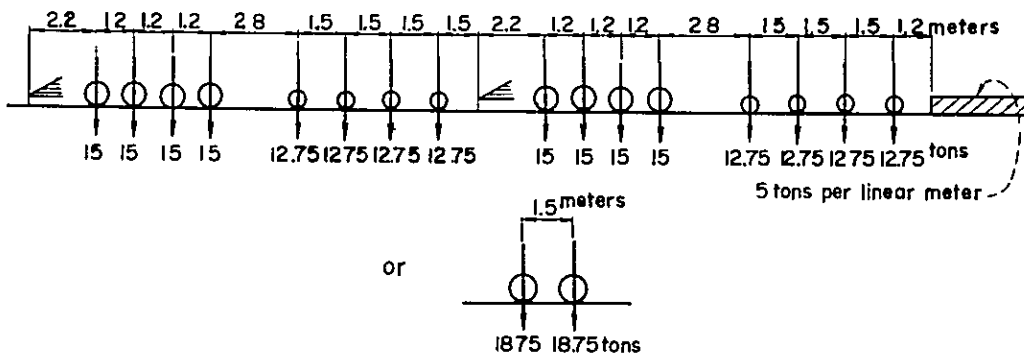 2.2 1.2 1.2 1.2 2.8 1.5 1.5 1.5 1.5 2.2 1.2 1.2 1.2 2.8 1.5 1.5 1.5 1.2 meters
15 15 15 15 12.75 12.75 12.75 12.75 15 15 15 15 12.75 12.75 12.75 12.75 tons
5 tons per linear meter
1.5 meters
or
18.75 18.75 tons